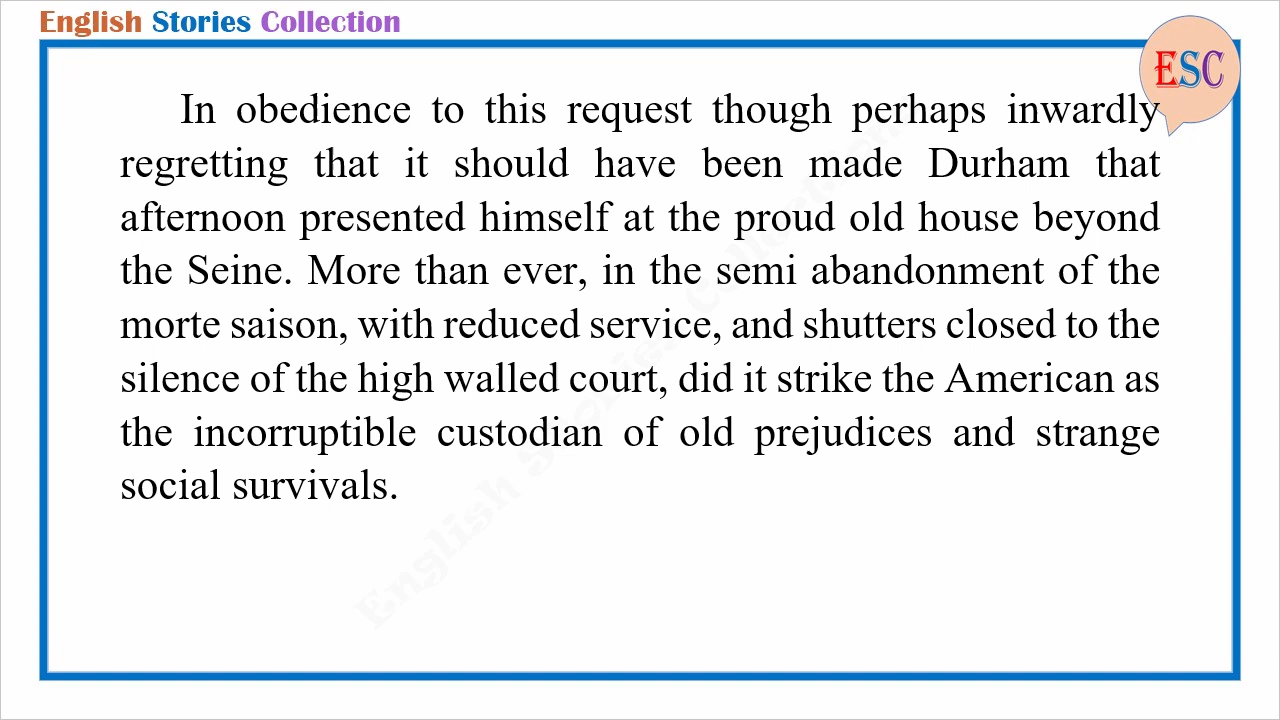 English Stories Collection
ESC
In obedience to this request though perhaps inwardly
regretting that it should have been made Durham that
afternoon presented himself at the proud old house beyond
the Seine. More than ever, in the semi abandonment of the
morte saison, with reduced service, and shutters closed to the
silence of the high walled court, did it strike the American as
the incorruptible custodian of old prejudices and strange
social survivals.
English Stories Collection